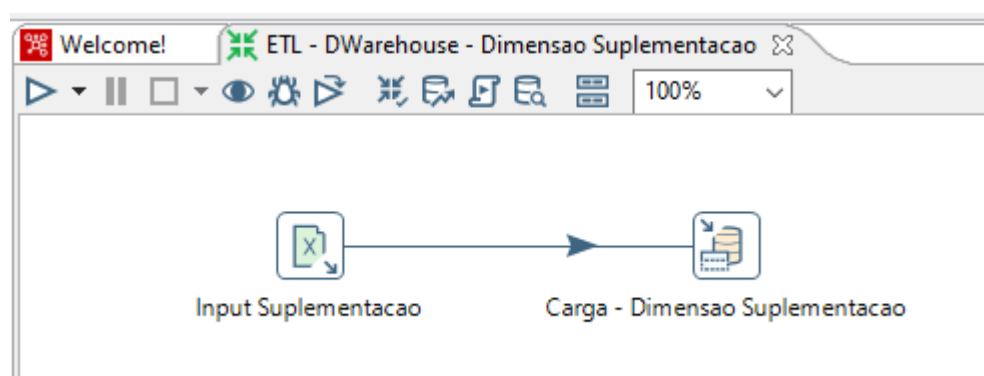 Welcome!
ETL - DWarehouse - Dimensao Suplementacao
100%
Input Suplementacao
Carga - Dimensao Suplementacao